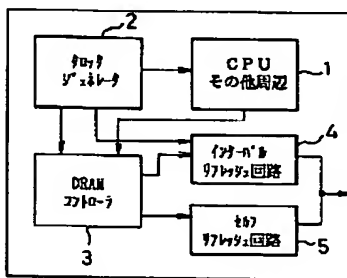 2
クロック
ジェネレータ
CPU
その他周辺
1
DRAM
コントローラ
3
インターバル
リフレッシュ回路
4
セルフ
リフレッシュ回路
5